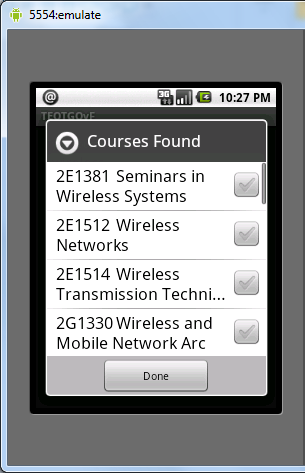 5554:emulate
3G
10:27 PM
Courses Found
2E1381 Seminars in
Wireless Systems
2E1512 Wireless
Networks
2E1514 Wireless
Transmission Techni...
2G1330 Wireless and
Mobile Network Arc
Done